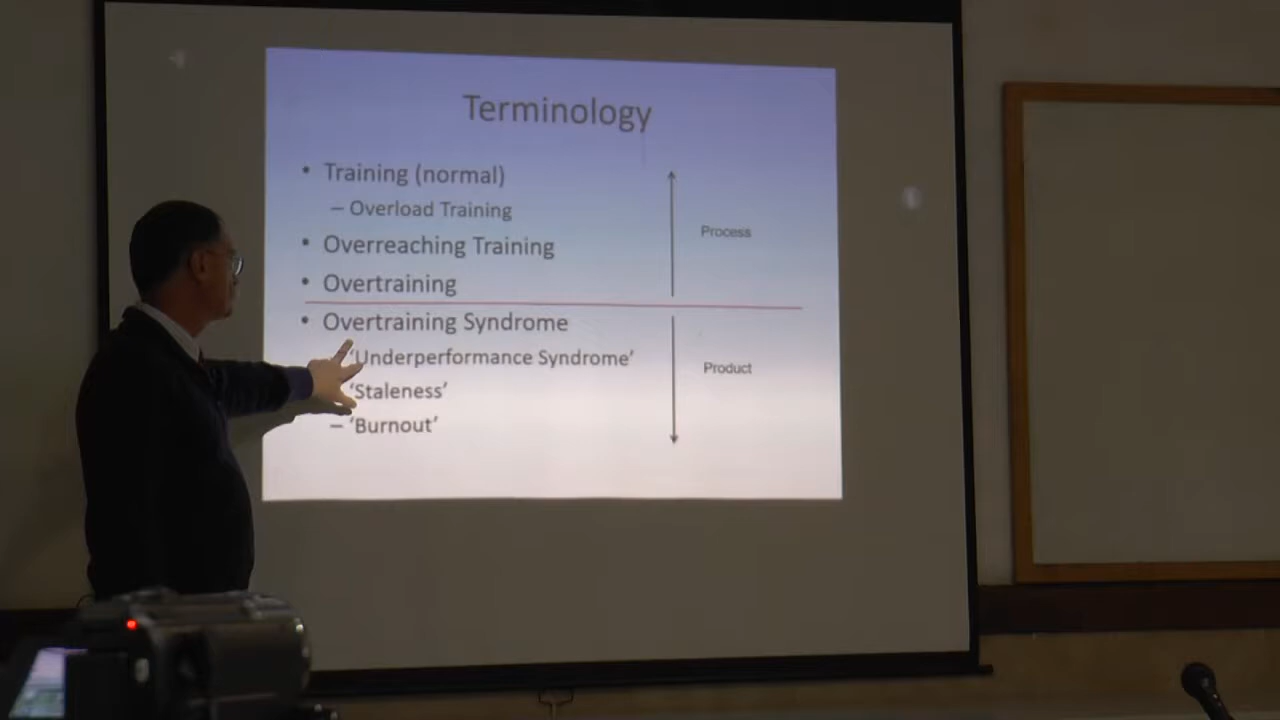 Terminology
• Training (normal)
– Overload Training
• Overreaching Training
• Overtraining
Process
• Overtraining Syndrome
'Underperformance Syndrome'
'Staleness'
– 'Burnout'
Product